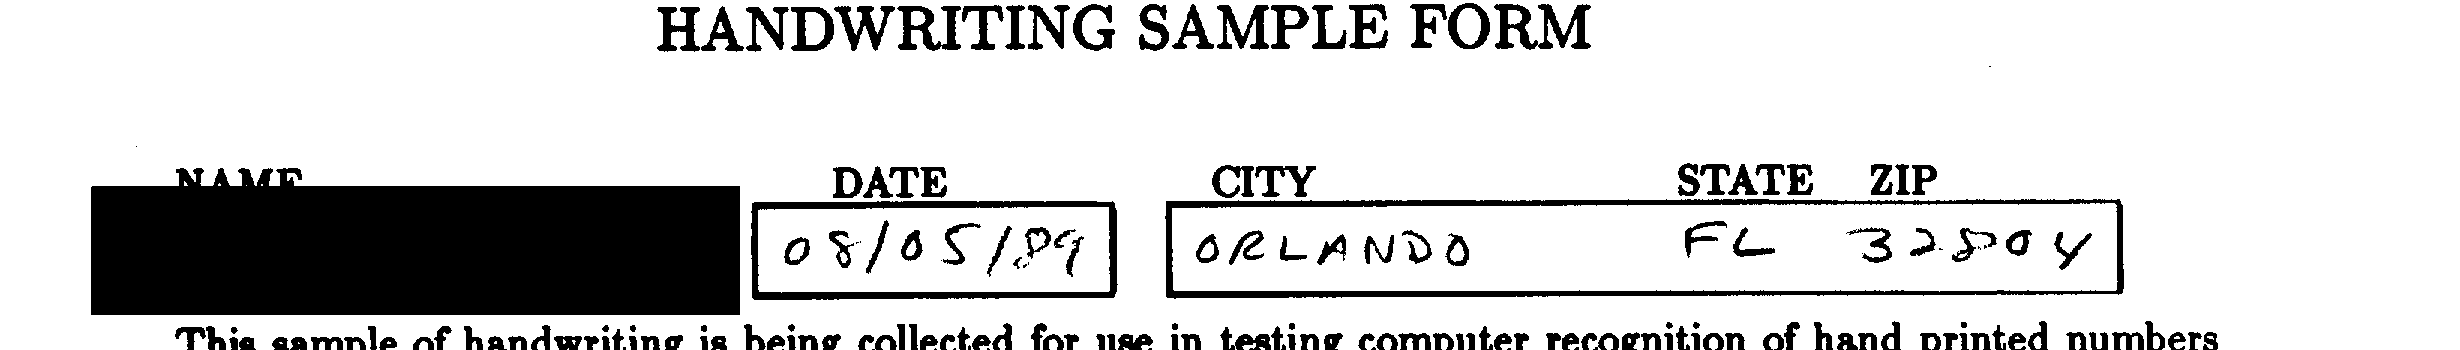 HANDWRITING SAMPLE FORM
NAME DATE CITY STATE ZIP
08/05/89 ORLANDO FL 32804
This sample of handwriting is being collected for use in testing computer recognition of hand printed numbers